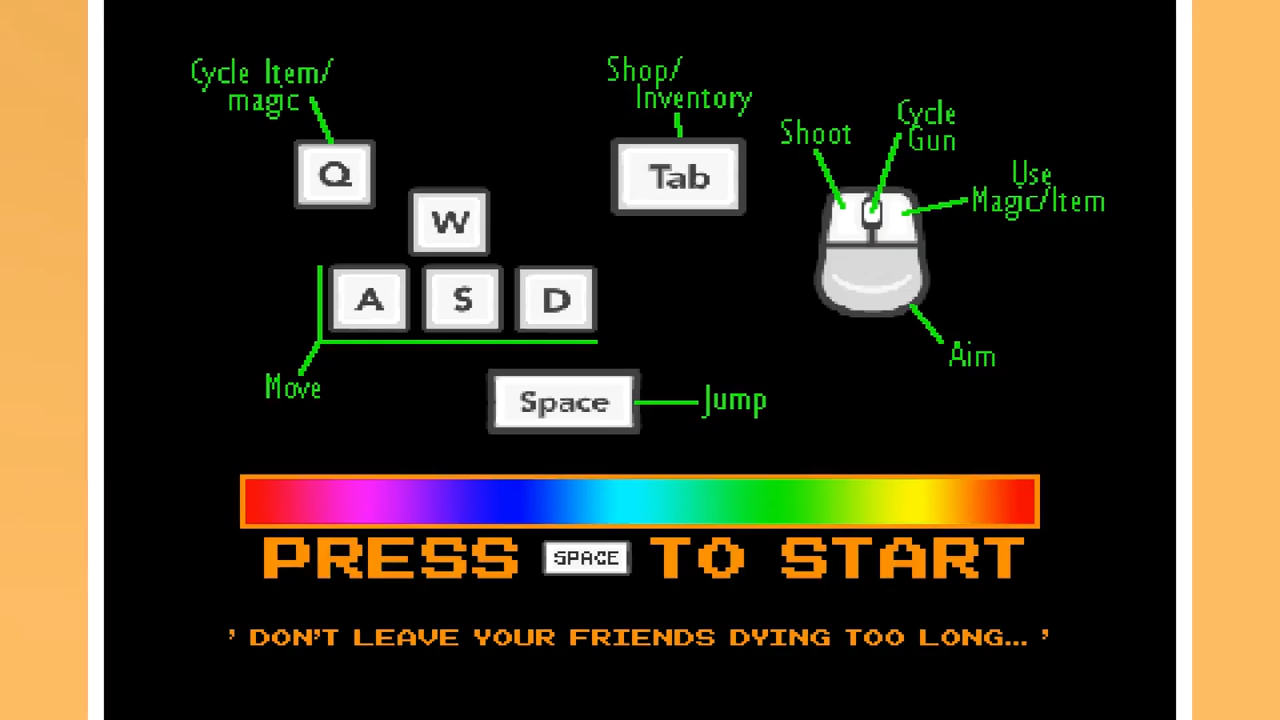 Cycle Item/
magic
Shop/
Inventory
Shoot
Cycle
Gun
Use
Magic/Item
Q
Tab
W
A S D
Aim
Move
Space
Jump
PRESS SPACE TO START
' DON'T LEAVE YOUR FRIENDS DYING TOO LONG... '